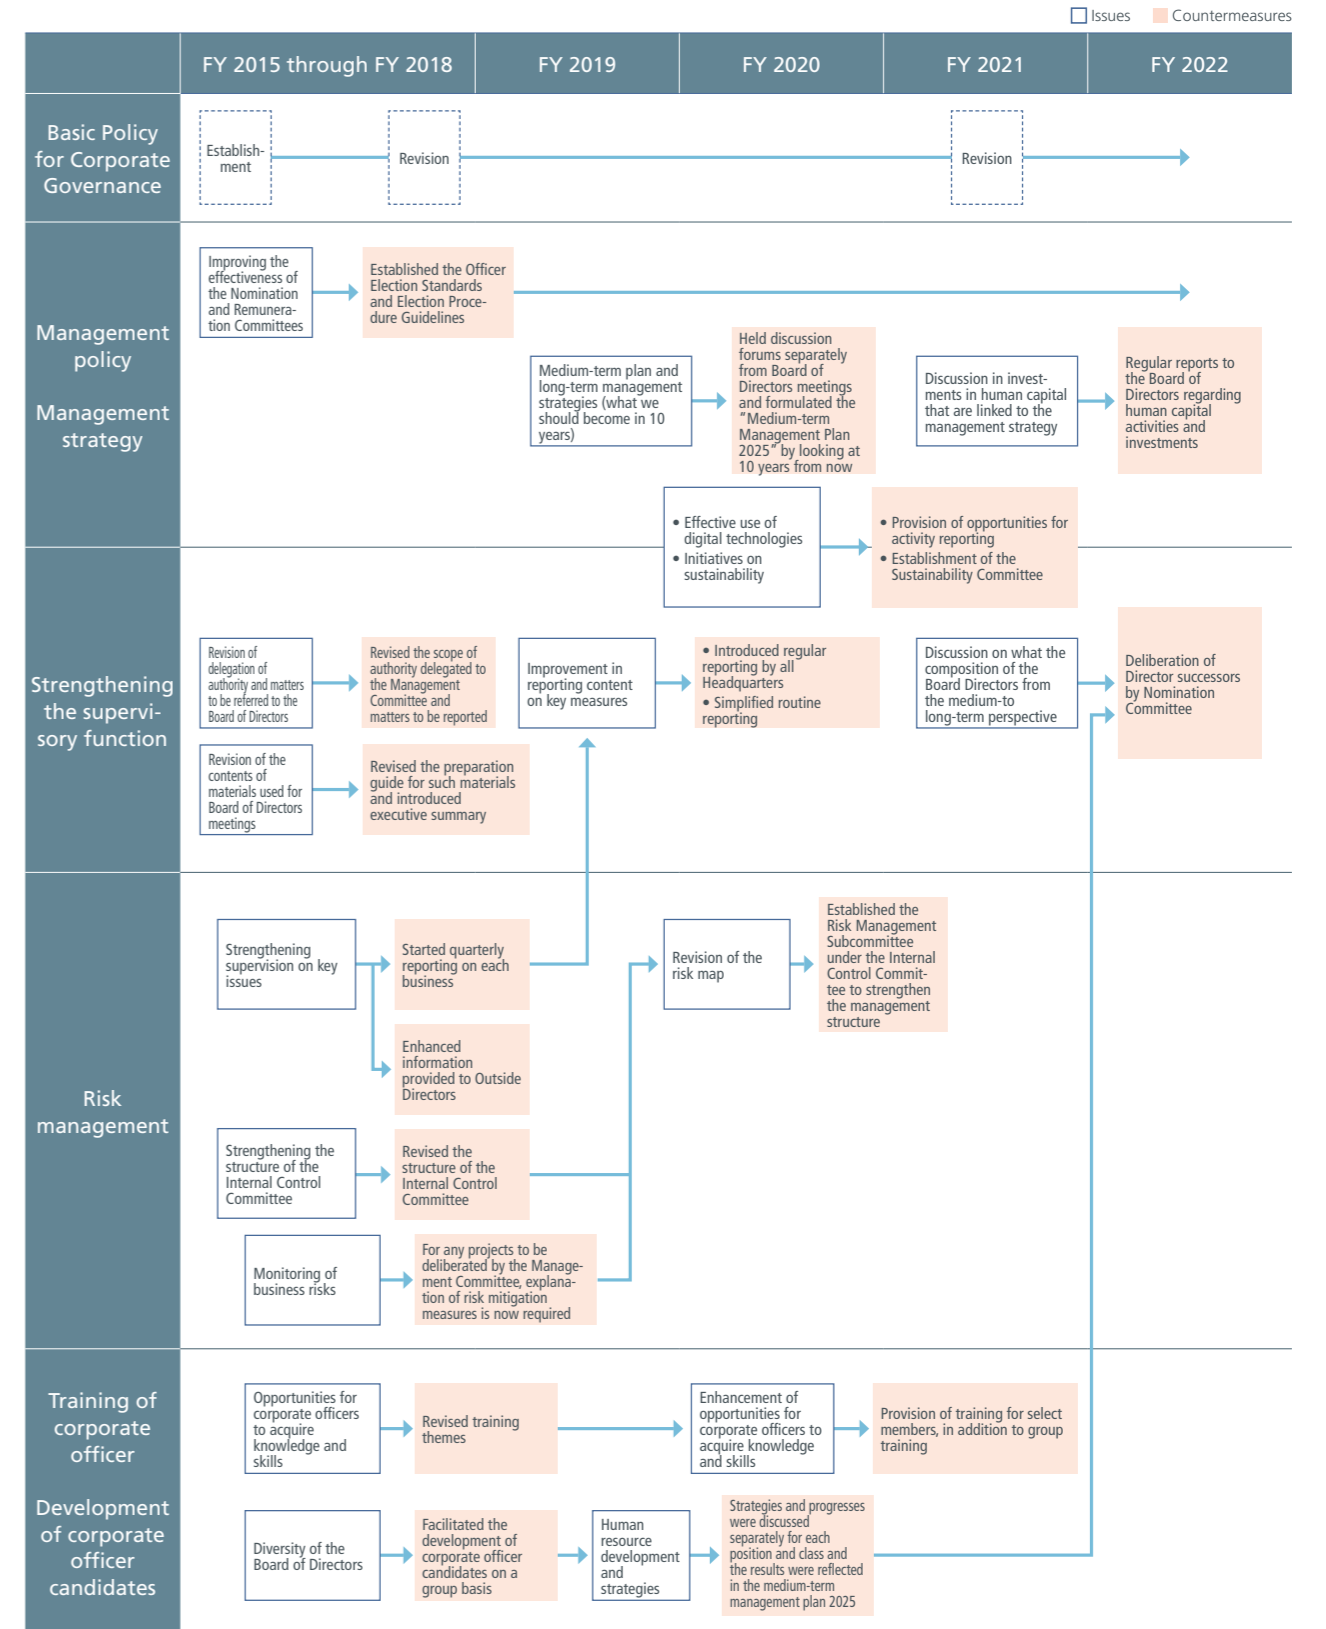 Issues
Countermeasures
FY 2015 through FY 2018
FY 2019
FY 2020
FY 2021
FY 2022
Basic Policy
for Corporate
Governance
Establish-
ment
Revision
Revision
Management
policy
Management
strategy
Improving the
effectiveness of
the Nomination
and Remunera-
tion Committees
Established the Officer
Election Standards
and Election Proce-
dure Guidelines
Medium-term plan and
long-term management
strategies (what we
should become in 10
years)
Held discussion
forums separately
from Board of
Directors meetings
and formulated the
"Medium-term
Management Plan
2025" by looking at
10 years from now
Discussion in invest-
ments in human capital
that are linked to the
management strategy
Regular reports to
the Board of
Directors regarding
human capital
activities and
investments
• Effective use of
digital technologies
• Initiatives on
sustainability
• Provision of opportunities for
activity reporting
• Establishment of the
Sustainability Committee
Strengthening
the supervi-
sory function
Revision of
delegation of
authority and matters
to be referred to the
Board of Directors
Revised the scope of
authority delegated to
the Management
Committee and
matters to be reported
Improvement in
reporting content
on key measures
• Introduced regular
reporting by all
Headquarters
• Simplified routine
reporting
Discussion on what the
composition of the
Board Directors from
the medium-to
long-term perspective
Deliberation of
Director successors
by Nomination
Committee
Revision of the
contents of
materials used for
Board of Directors
meetings
Revised the preparation
guide for such materials
and introduced
executive summary
Risk
management
Strengthening
supervision on key
issues
Started quarterly
reporting on each
business
Revision of the
risk map
Established the
Risk Management
Subcommittee
under the Internal
Control Commit-
tee to strengthen
the management
structure
Enhanced
information
provided to Outside
Directors
Strengthening the
structure of the
Internal Control
Committee
Revised the
structure of the
Internal Control
Committee
Monitoring of
business risks
For any projects to be
deliberated by the Manage-
ment Committee, explana-
tion of risk mitigation
measures is now required
Training of
corporate
officer
Development
of corporate
officer
candidates
Opportunities for
corporate officers
to acquire
knowledge and
skills
Revised training
themes
Enhancement of
opportunities for
corporate officers to
acquire knowledge
and skills
Provision of training for select
members, in addition to group
training
Diversity of the
Board of Directors
Facilitated the
development of
corporate officer
candidates on a
group basis
Human
resource
development
and
strategies
Strategies and progresses
were discussed
separately for each
position and class and
the results were reflected
in the medium-term
management plan 2025